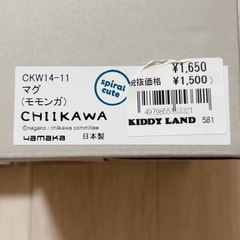 CKW14-11
マグ
(モモンガ)
CHIIKAWA
©nagano / chiikawa committee
yamaka 日本製
spiral
cute
¥1,650
税抜価格 ¥1,500)
4979855753321
KIDDY LAND 581